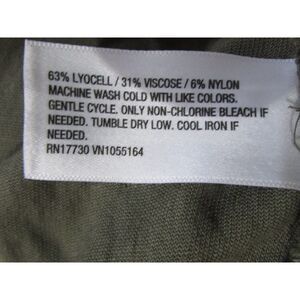 63% LYOCELL / 31% VISCOSE / 6% NYLON
MACHINE WASH COLD WITH LIKE COLORS.
GENTLE CYCLE. ONLY NON-CHLORINE BLEACH IF
NEEDED. TUMBLE DRY LOW. COOL IRON IF
NEEDED.
RN17730 VN1055164